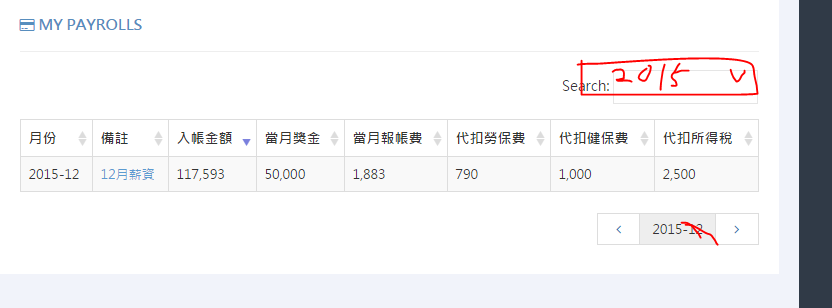 MY PAYROLLS
Search: 2015 V
月份 備註 入帳金額 當月獎金 當月報帳費 代扣勞保費 代扣健保費 代扣所得稅
2015-12 12月薪資 117,593 50,000 1,883 790 1,000 2,500
< 2015-12 >